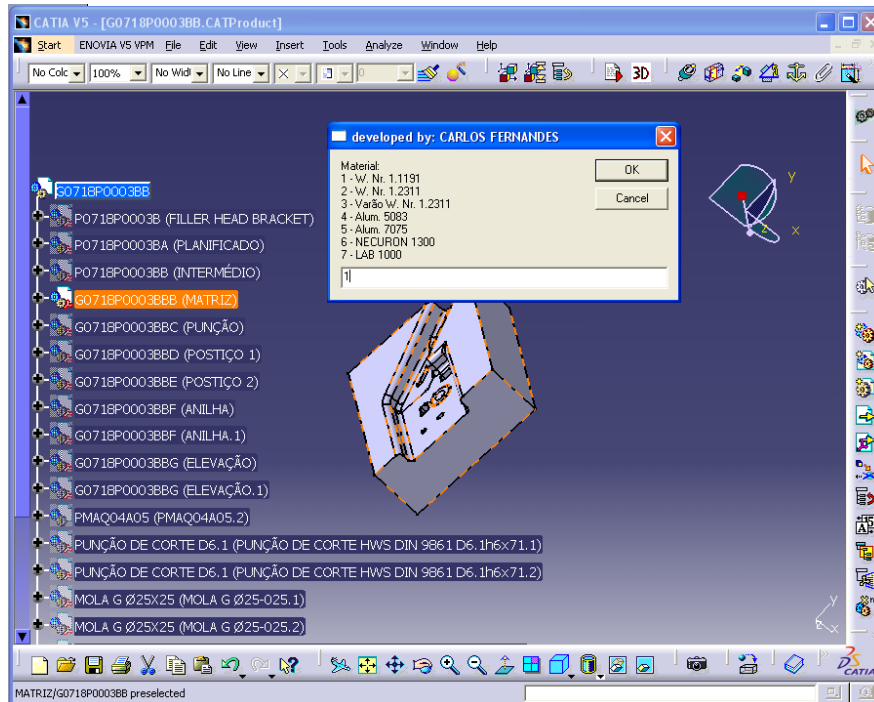 CATIA V5 - [G0718P0003BB.CATProduct]
Start ENOVIA V5 VPM File Edit View Insert Tools Analyze Window Help
No Colc 100% No Widl No Line 0 3D
developed by: CARLOS FERNANDES
Material:
1 - W. Nr. 1.1191
2 - W. Nr. 1.2311
3 - Varão W. Nr. 1.2311
4 - Alum. 5083
5 - Alum. 7075
6 - NECURON 1300
7 - LAB 1000
OK
Cancel
1
G0718P0003BB
P0718P0003B (FILLER HEAD BRACKET)
P0718P0003BA (PLANIFICADO)
P0718P0003BB (INTERMÉDIO)
G0718P0003BBB (MATRIZ)
G0718P0003BBC (PUNÇÃO)
G0718P0003BBD (POSTIÇO 1)
G0718P0003BBE (POSTIÇO 2)
G0718P0003BBF (ANILHA)
G0718P0003BBF (ANILHA.1)
G0718P0003BBG (ELEVAÇÃO)
G0718P0003BBG (ELEVAÇÃO.1)
PMAQ04A05 (PMAQ04A05.2)
PUNÇÃO DE CORTE D6.1 (PUNÇÃO DE CORTE HWS DIN 9861 D6.1h6x71.1)
PUNÇÃO DE CORTE D6.1 (PUNÇÃO DE CORTE HWS DIN 9861 D6.1h6x71.2)
MOLA G Ø25X25 (MOLA G Ø25-025.1)
MOLA G Ø25X25 (MOLA G Ø25-025.2)
y
x
z
y
z
x
CATIA
MATRIZ/G0718P0003BB preselected